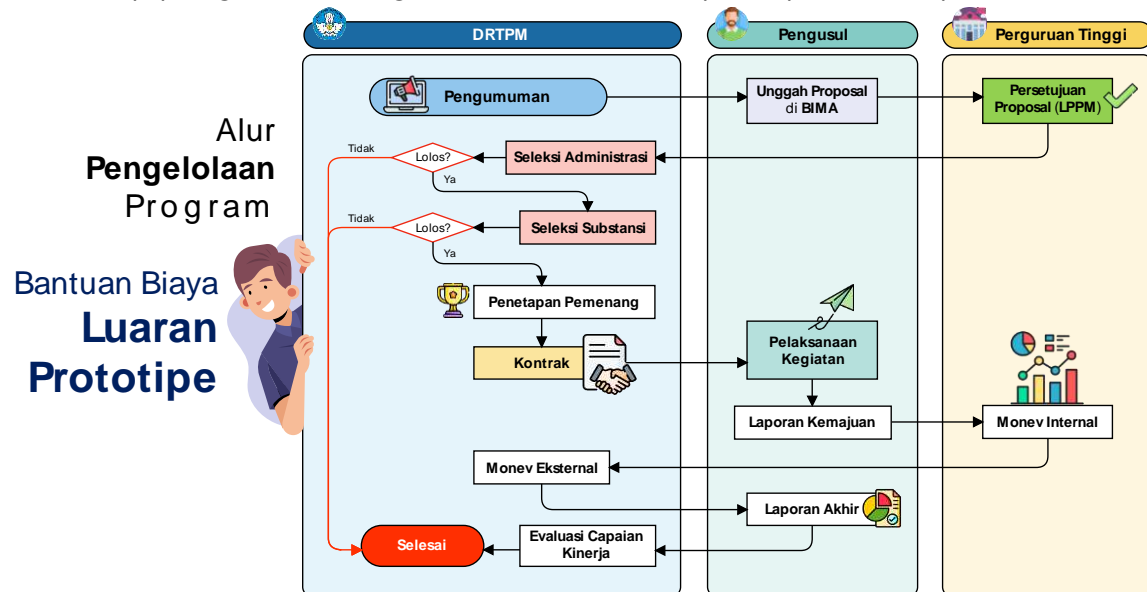 DRTPM
Pengusul
Perguruan Tinggi
Alur
Pengelolaan
Program
Bantuan Biaya
Luaran
Prototipe
Pengumuman
Unggah Proposal
di BIMA
Persetujuan
Proposal (LPPM)
Tidak
Lolos?
Seleksi Administrasi
Ya
Tidak
Lolos?
Seleksi Substansi
Ya
Penetapan Pemenang
Kontrak
Pelaksanaan
Kegiatan
Laporan Kemajuan
Monev Internal
Monev Eksternal
Laporan Akhir
Evaluasi Capaian
Kinerja
Selesai